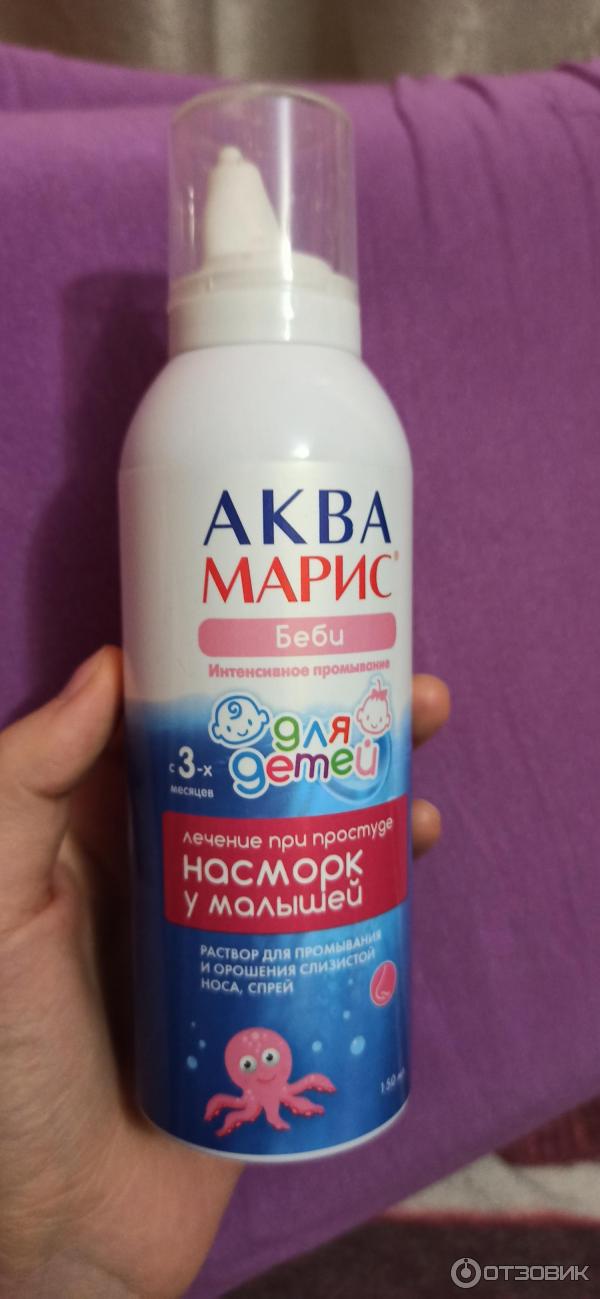 АКВА
МАРИС®
Беби
Интенсивное промывание
для
детей
с 3-х
месяцев
лечение при простуде
насморк
у малышей
РАСТВОР ДЛЯ ПРОМЫВАНИЯ
И ОРОШЕНИЯ СЛИЗИСТОЙ
НОСА, СПРЕЙ
150 мл
ОТЗОВИК